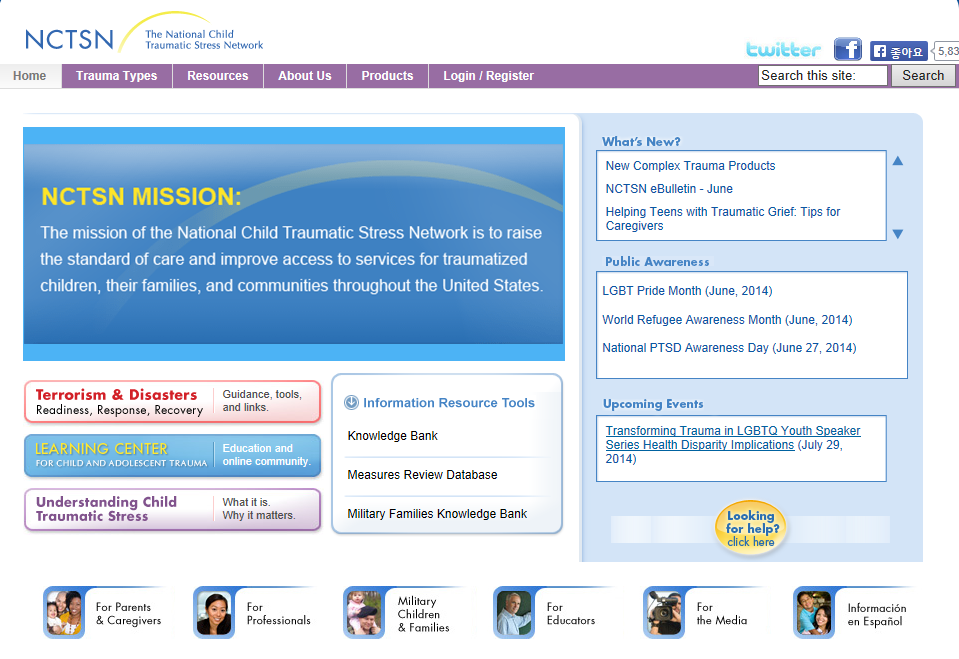 NCTSN
The National Child
Traumatic Stress Network
twitter
f
f 좋아요
5,83
Home
Trauma Types
Resources
About Us
Products
Login / Register
Search this site:
Search
NCTSN MISSION:
The mission of the National Child Traumatic Stress Network is to raise
the standard of care and improve access to services for traumatized
children, their families, and communities throughout the United States.
What's New?
New Complex Trauma Products
NCTSN eBulletin - June
Helping Teens with Traumatic Grief: Tips for
Caregivers
Public Awareness
LGBT Pride Month (June, 2014)
World Refugee Awareness Month (June, 2014)
National PTSD Awareness Day (June 27, 2014)
Upcoming Events
Transforming Trauma in LGBTQ Youth Speaker
Series Health Disparity Implications (July 29,
2014)
Looking
for help?
click here
Terrorism & Disasters
Readiness, Response, Recovery
Guidance, tools,
and links.
LEARNING CENTER
FOR CHILD AND ADOLESCENT TRAUMA
Education and
online community.
Understanding Child
Traumatic Stress
What it is.
Why it matters.
Information Resource Tools
Knowledge Bank
Measures Review Database
Military Families Knowledge Bank
For Parents
& Caregivers
For
Professionals
Military
Children
& Families
For
Educators
For
the Media
Información
en Español